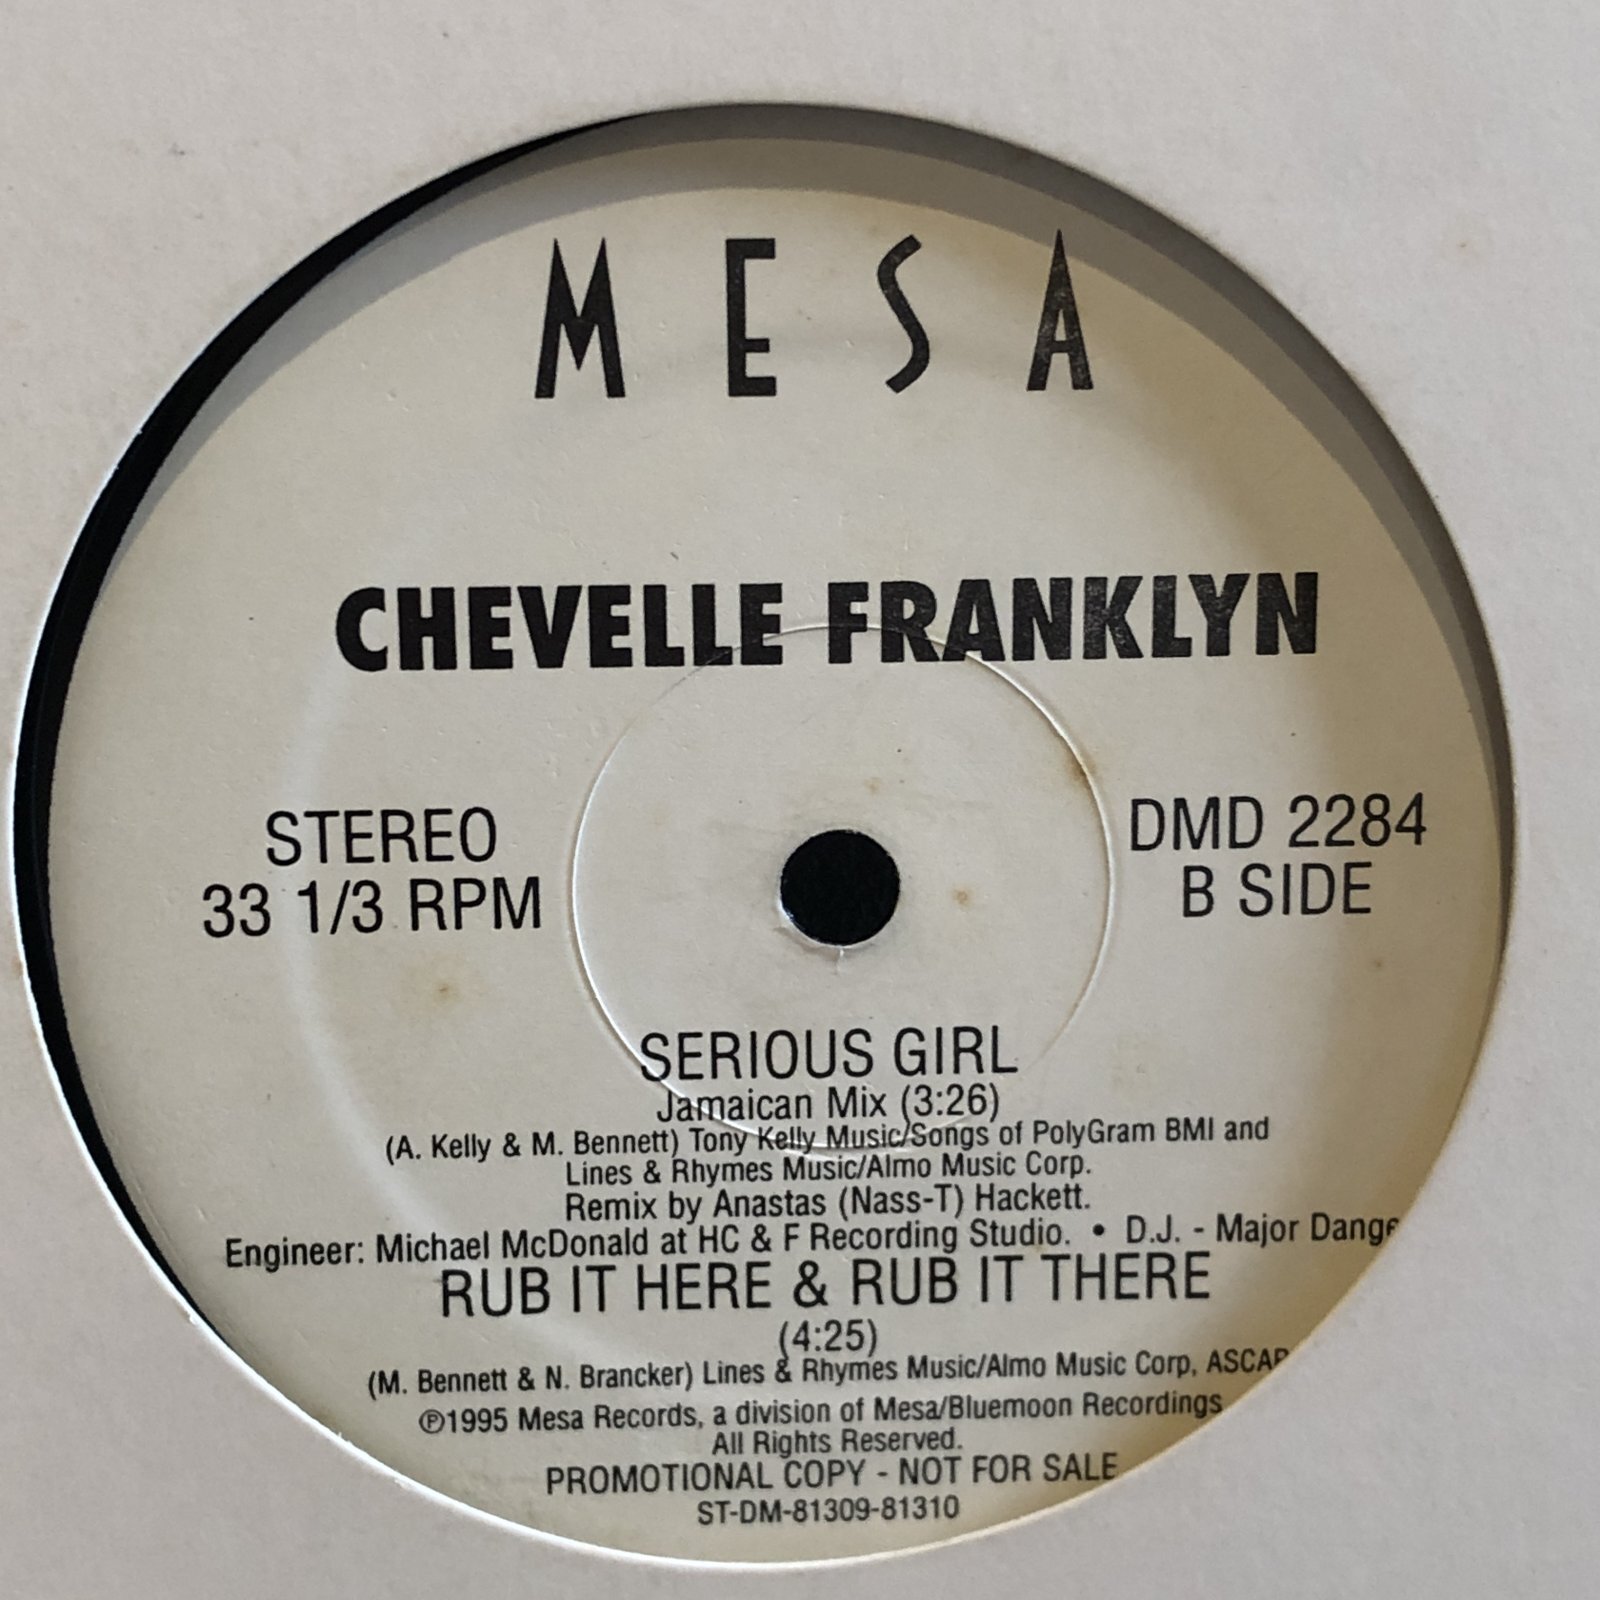 MESA
CHEVELLE FRANKLYN
STEREO
33 1/3 RPM
DMD 2284
B SIDE
SERIOUS GIRL
Jamaican Mix (3:26)
(A. Kelly & M. Bennett) Tony Kelly Music/Songs of PolyGram BMI and
Lines & Rhymes Music/Almo Music Corp.
Remix by Anastas (Nass-T) Hackett.
Engineer: Michael McDonald at HC & F Recording Studio. • D.J. - Major
RUB IT HERE & RUB IT THERE
(4:25)
(M. Bennett & N. Brancker) Lines & Rhymes Music/Almo Music Corp, ASCAP
℗1995 Mesa Records, a division of Mesa/Bluemoon Recordings
All Rights Reserved.
PROMOTIONAL COPY - NOT FOR SALE
ST-DM-81309-81310